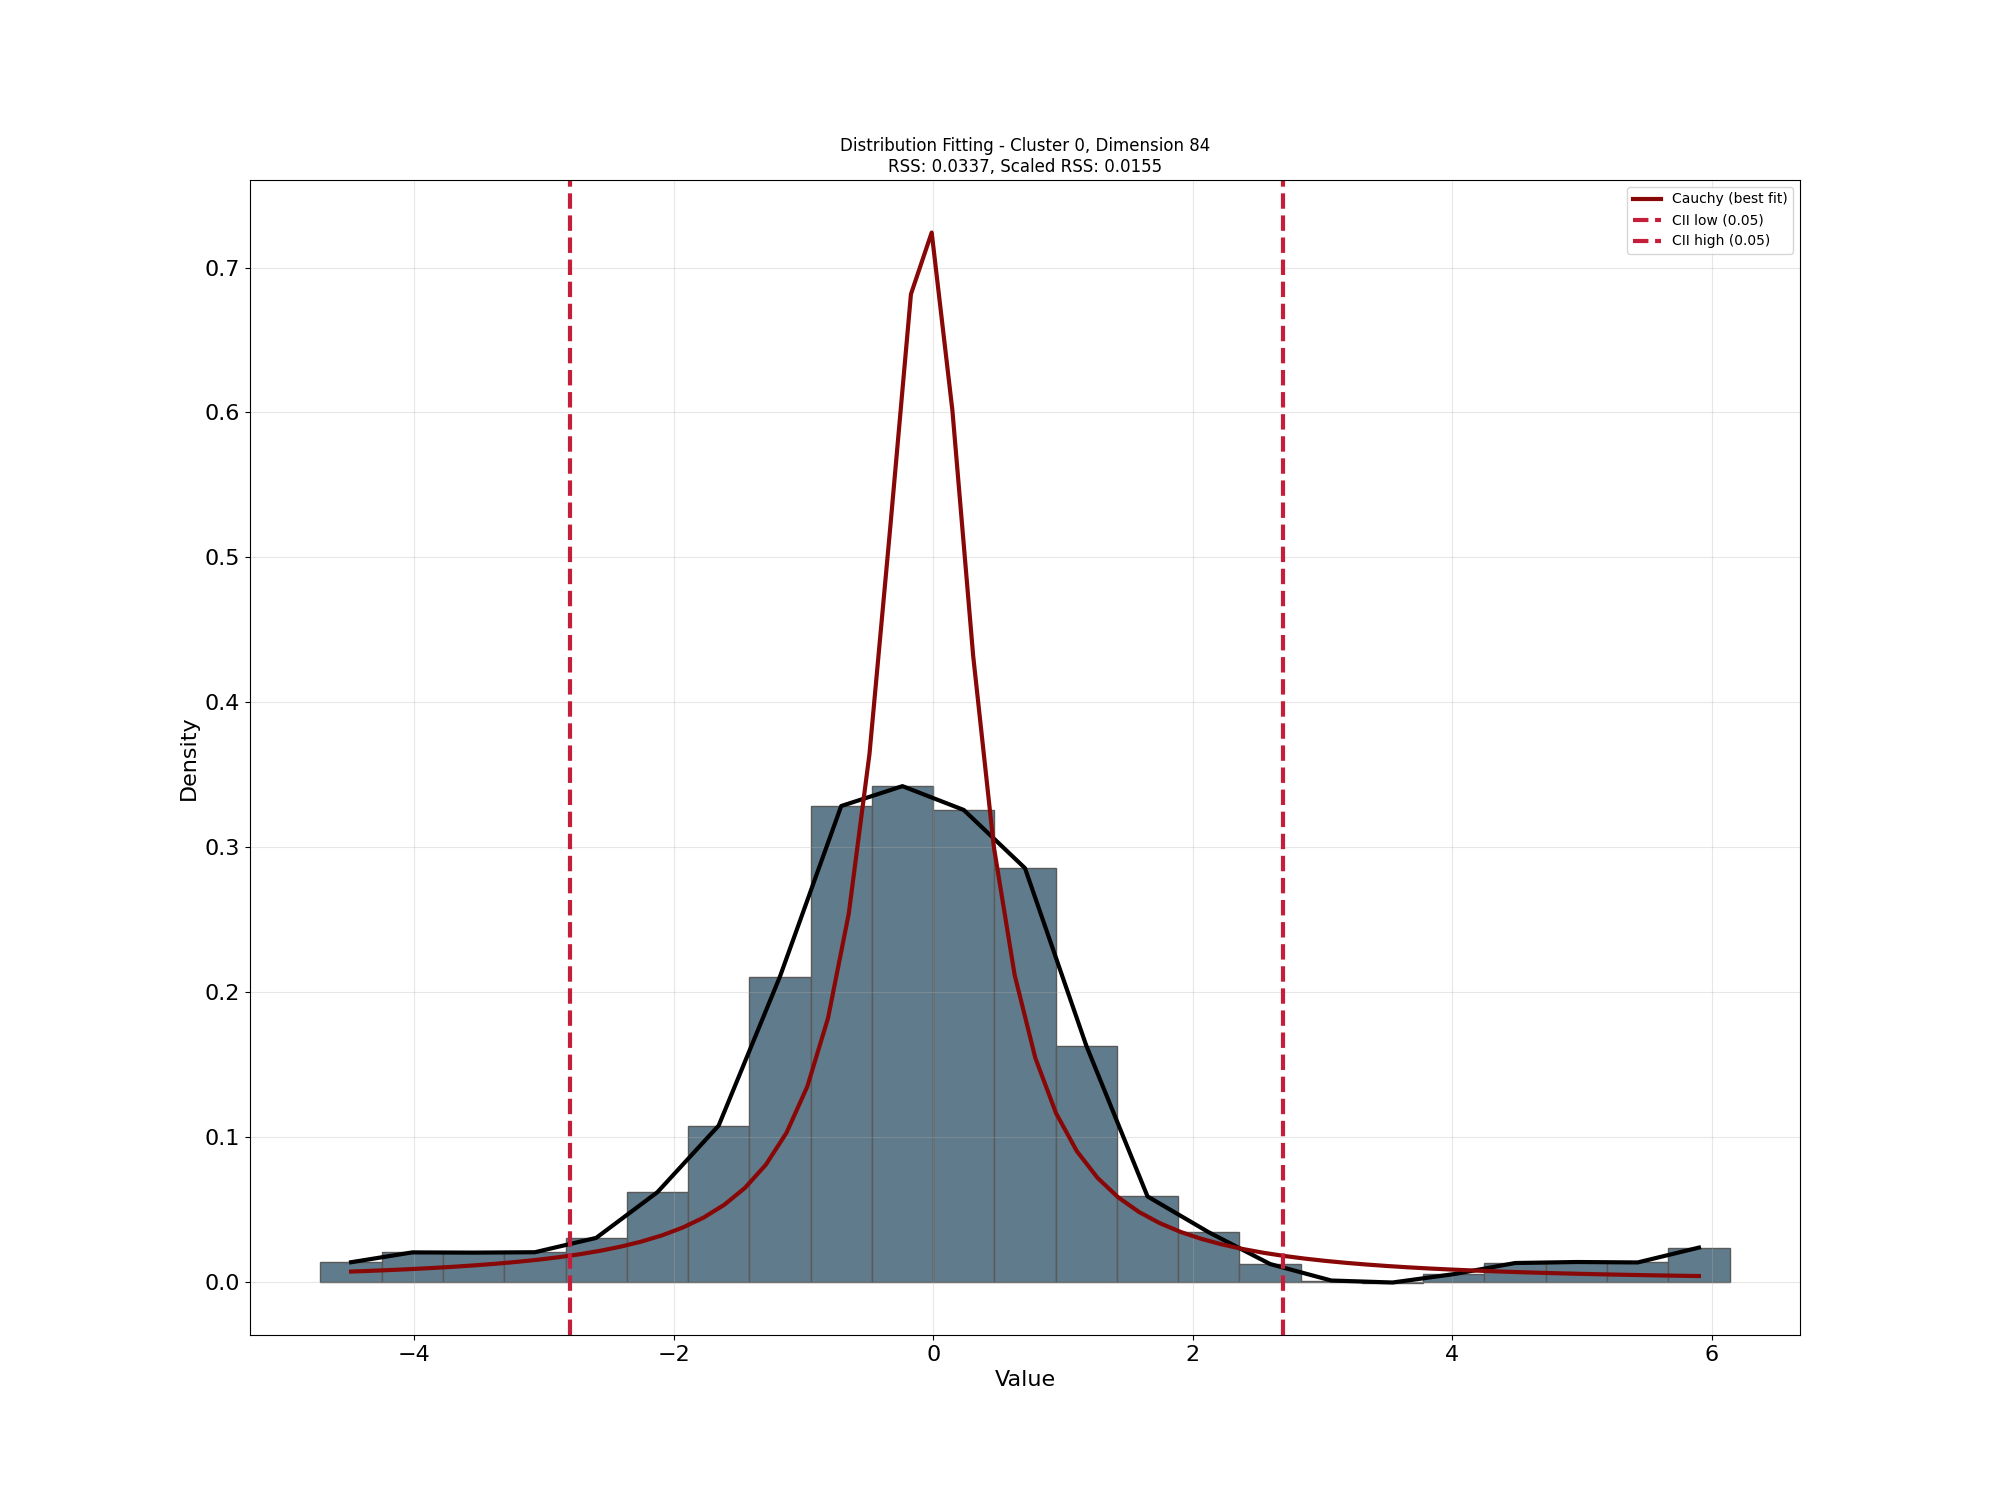 Distribution Fitting - Cluster 0, Dimension 84
RSS: 0.0337, Scaled RSS: 0.0155
Cauchy (best fit)
CII low (0.05)
CII high (0.05)
0.7
0.6
0.5
0.4
0.3
0.2
0.1
0.0
Density
−4
−2
0
2
4
6
Value